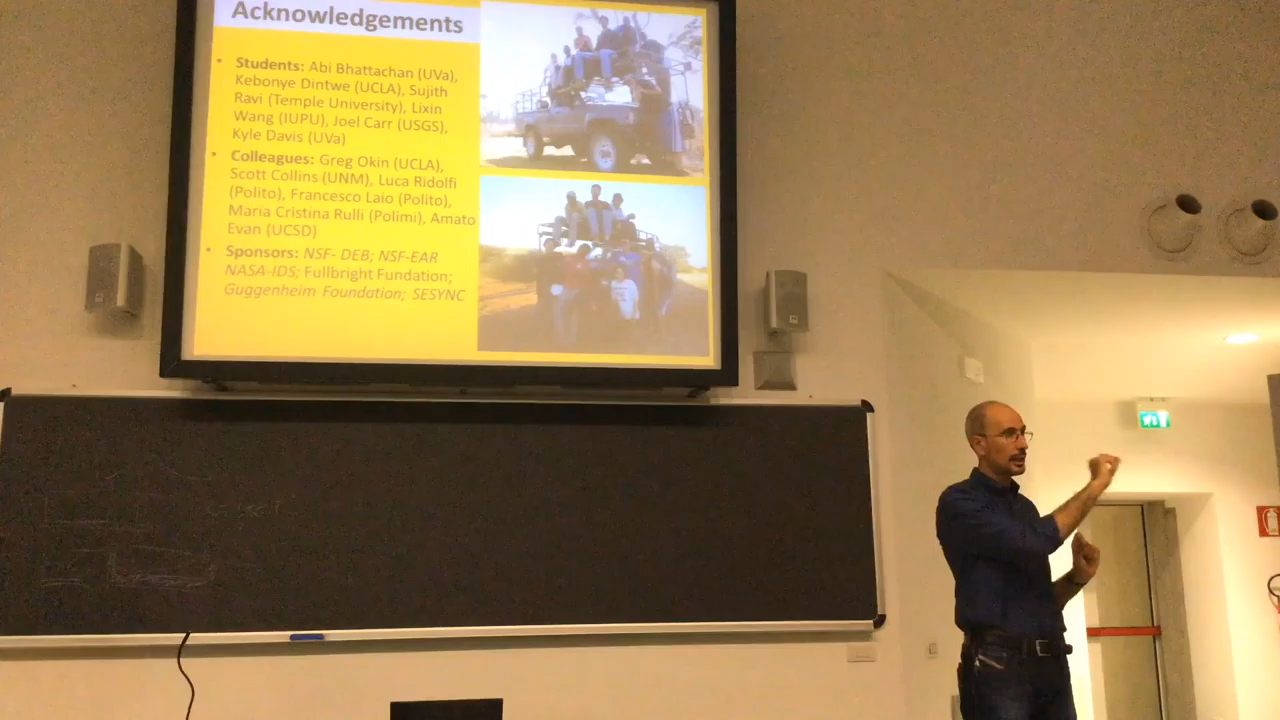 Acknowledgements
• Students: Abi Bhattachan (UVa),
Kebonye Dintwe (UCLA), Sujith
Ravi (Temple University), Lixin
Wang (IUPU), Joel Carr (USGS),
Kyle Davis (UVa)
• Colleagues: Greg Okin (UCLA),
Scott Collins (UNM), Luca Ridolfi
(Polito), Francesco Laio (Polito),
Maria Cristina Rulli (Polimi), Amato
Evan (UCSD)
• Sponsors: NSF- DEB; NSF-EAR
NASA-IDS; Fullbright Fundation;
Guggenheim Foundation; SESYNC